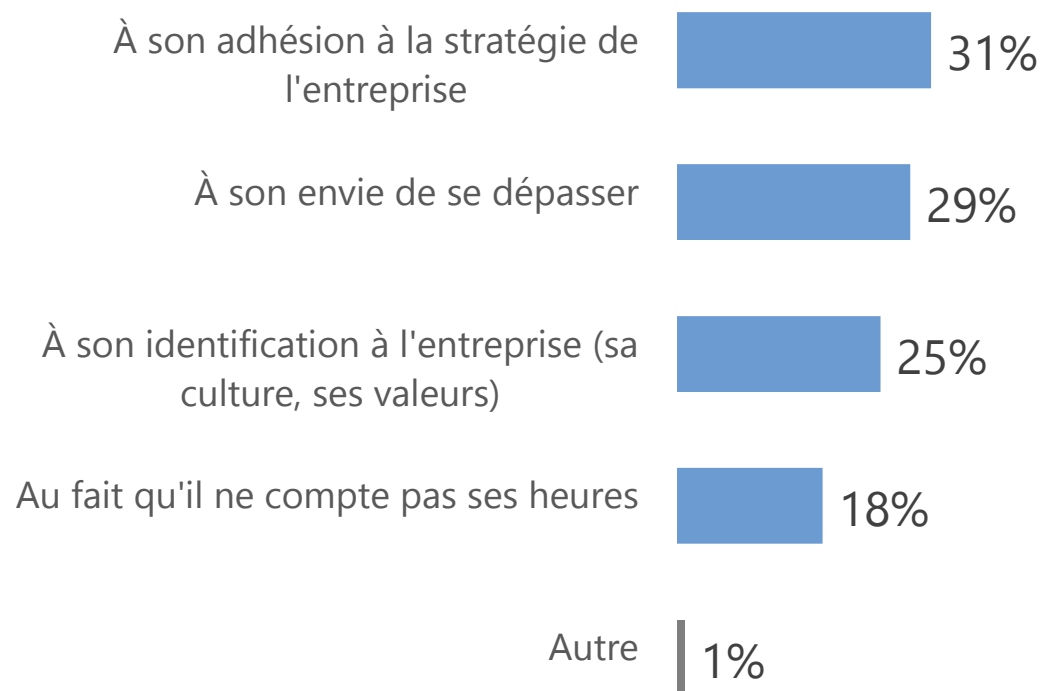 À son adhésion à la stratégie de
l'entreprise
31%
À son envie de se dépasser
29%
À son identification à l'entreprise (sa
culture, ses valeurs)
25%
Au fait qu'il ne compte pas ses heures
18%
Autre
1%